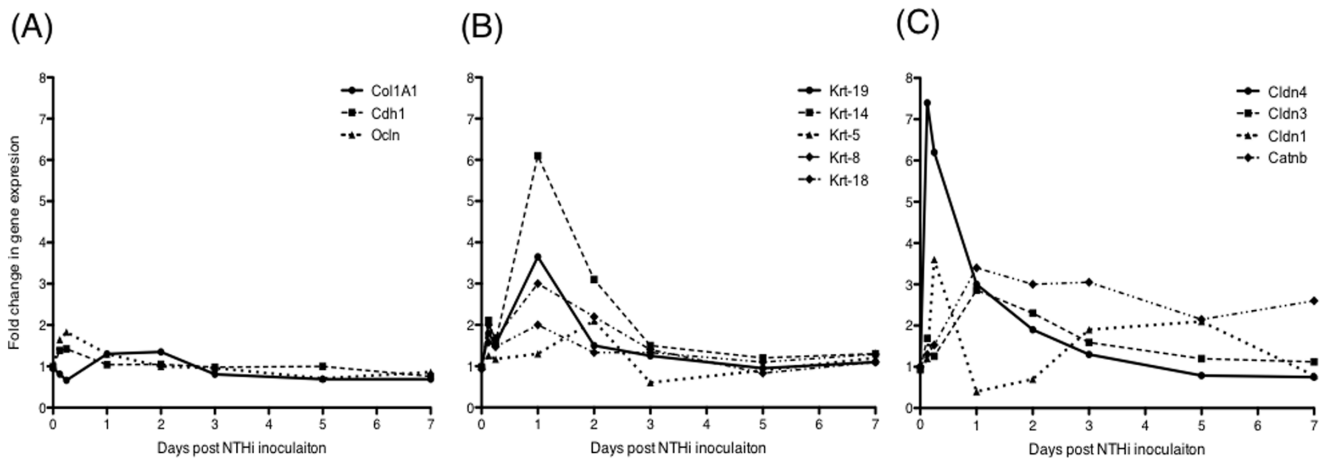 (A)
(B)
(C)
Fold change in gene expresion
8
7
6
5
4
3
2
1
0
0 1 2 3 4 5 6 7
Days post NTHi inoculaiton
Col1A1
Cdh1
Ocln
8
7
6
5
4
3
2
1
0
0 1 2 3 4 5 6 7
Days post NTHi inoculaiton
Krt-19
Krt-14
Krt-5
Krt-8
Krt-18
8
7
6
5
4
3
2
1
0
0 1 2 3 4 5 6 7
Days post NTHi inoculaiton
Cldn4
Cldn3
Cldn1
Catnb